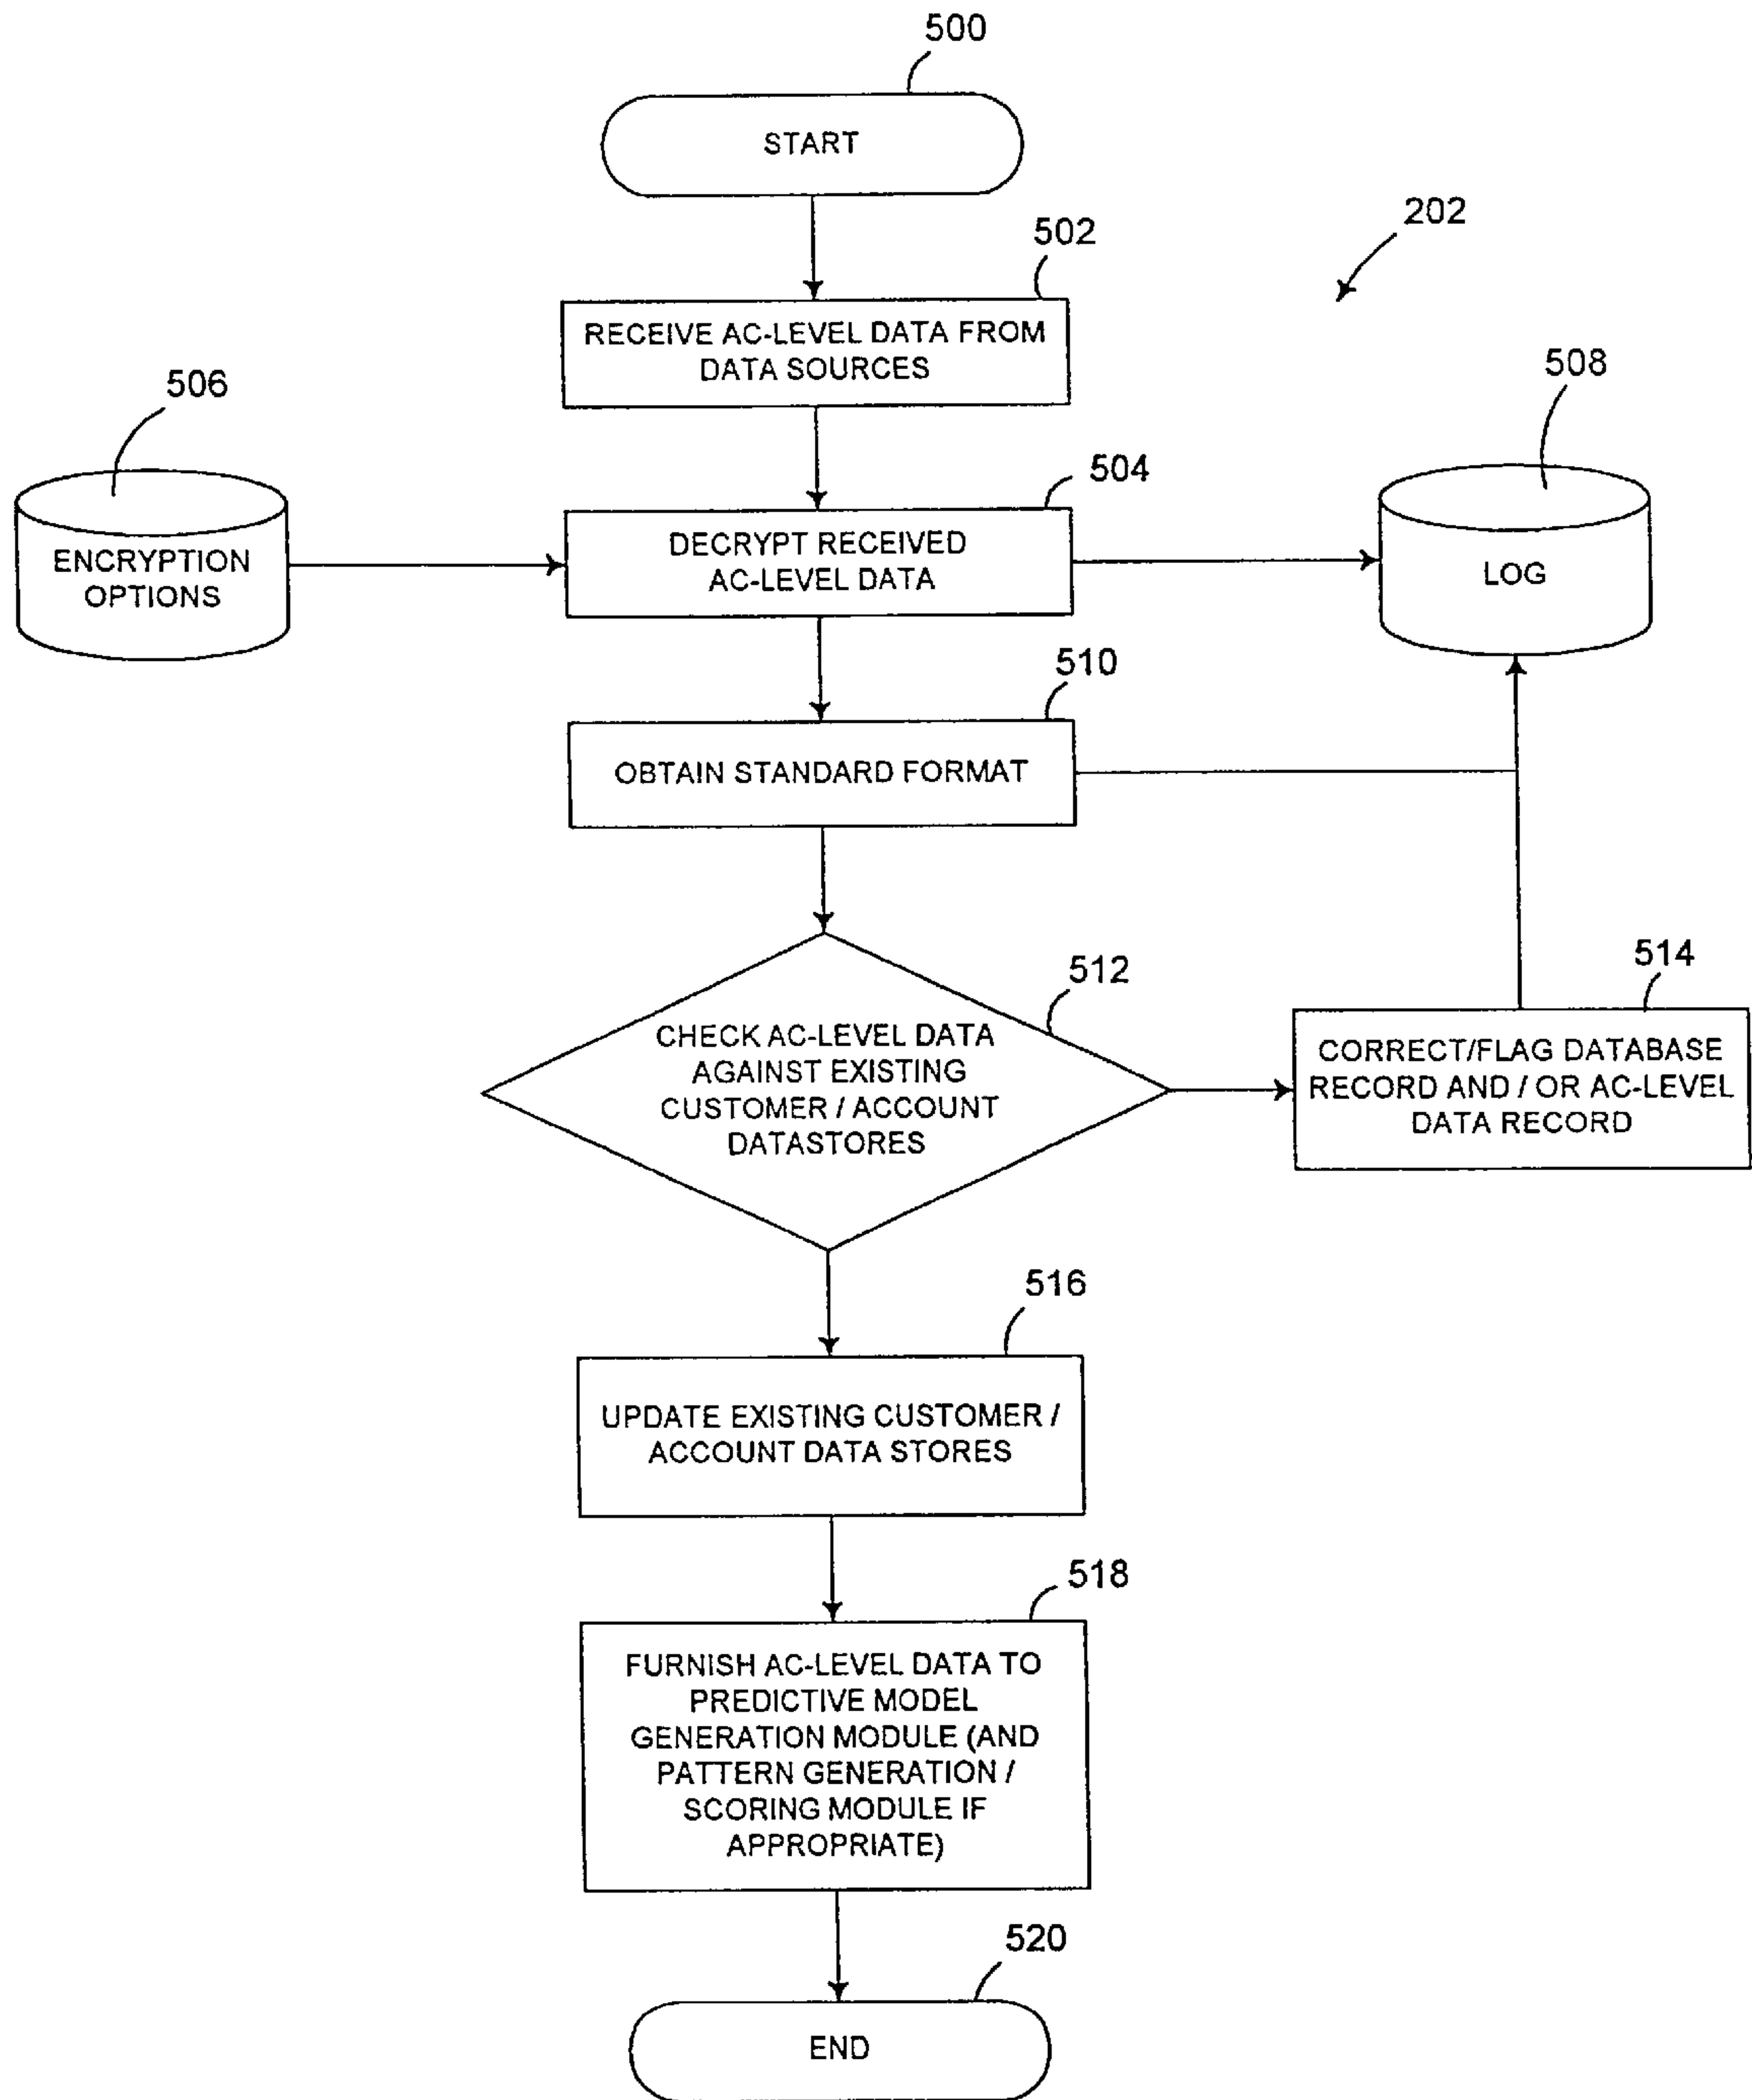 500
START
202
502
RECEIVE AC-LEVEL DATA FROM
DATA SOURCES
506
508
504
ENCRYPTION
OPTIONS
DECRYPT RECEIVED
AC-LEVEL DATA
LOG
510
OBTAIN STANDARD FORMAT
512
CHECK AC-LEVEL DATA
AGAINST EXISTING
CUSTOMER / ACCOUNT
DATASTORES
514
CORRECT/FLAG DATABASE
RECORD AND / OR AC-LEVEL
DATA RECORD
516
UPDATE EXISTING CUSTOMER /
ACCOUNT DATA STORES
518
FURNISH AC-LEVEL DATA TO
PREDICTIVE MODEL
GENERATION MODULE (AND
PATTERN GENERATION /
SCORING MODULE IF
APPROPRIATE)
520
END